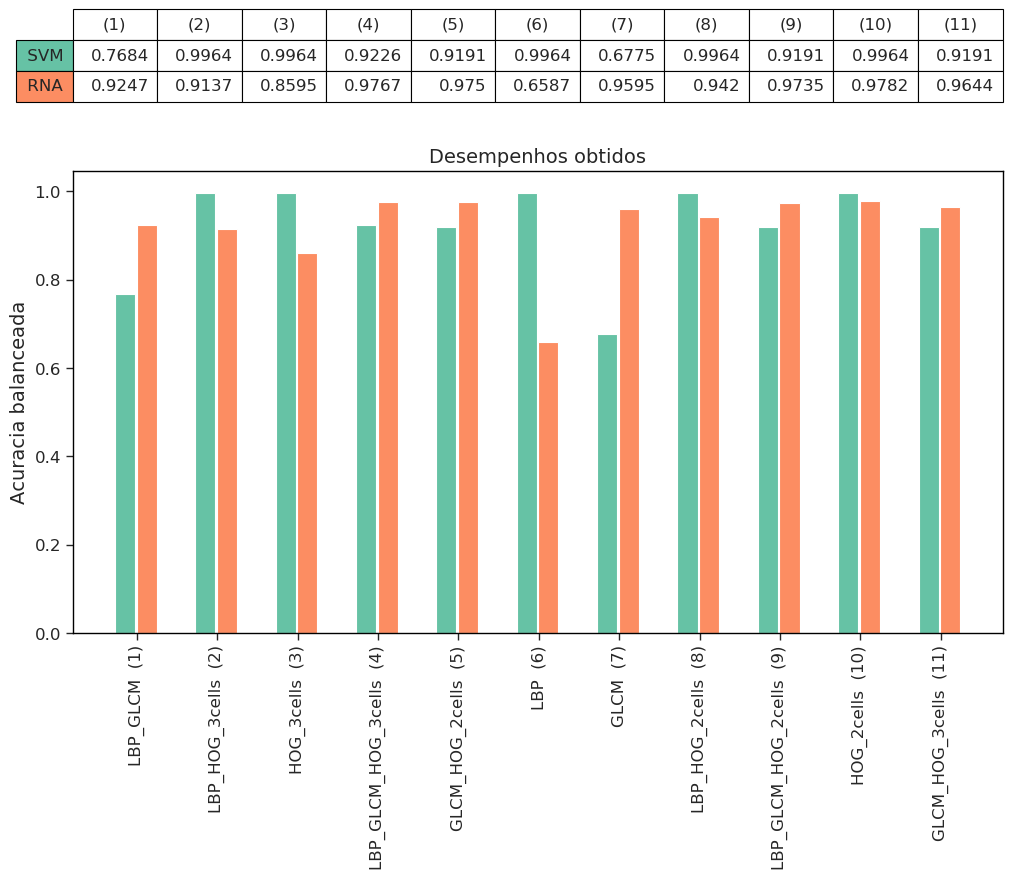 (1) (2) (3) (4) (5) (6) (7) (8) (9) (10) (11)
SVM 0.7684 0.9964 0.9964 0.9226 0.9191 0.9964 0.6775 0.9964 0.9191 0.9964 0.9191
RNA 0.9247 0.9137 0.8595 0.9767 0.975 0.6587 0.9595 0.942 0.9735 0.9782 0.9644
Desempenhos obtidos
Acuracia balanceada
1.0
0.8
0.6
0.4
0.2
0.0
LBP_GLCM (1)
LBP_HOG_3cells (2)
HOG_3cells (3)
LBP_GLCM_HOG_3cells (4)
GLCM_HOG_2cells (5)
LBP (6)
GLCM (7)
LBP_HOG_2cells (8)
LBP_GLCM_HOG_2cells (9)
HOG_2cells (10)
GLCM_HOG_3cells (11)